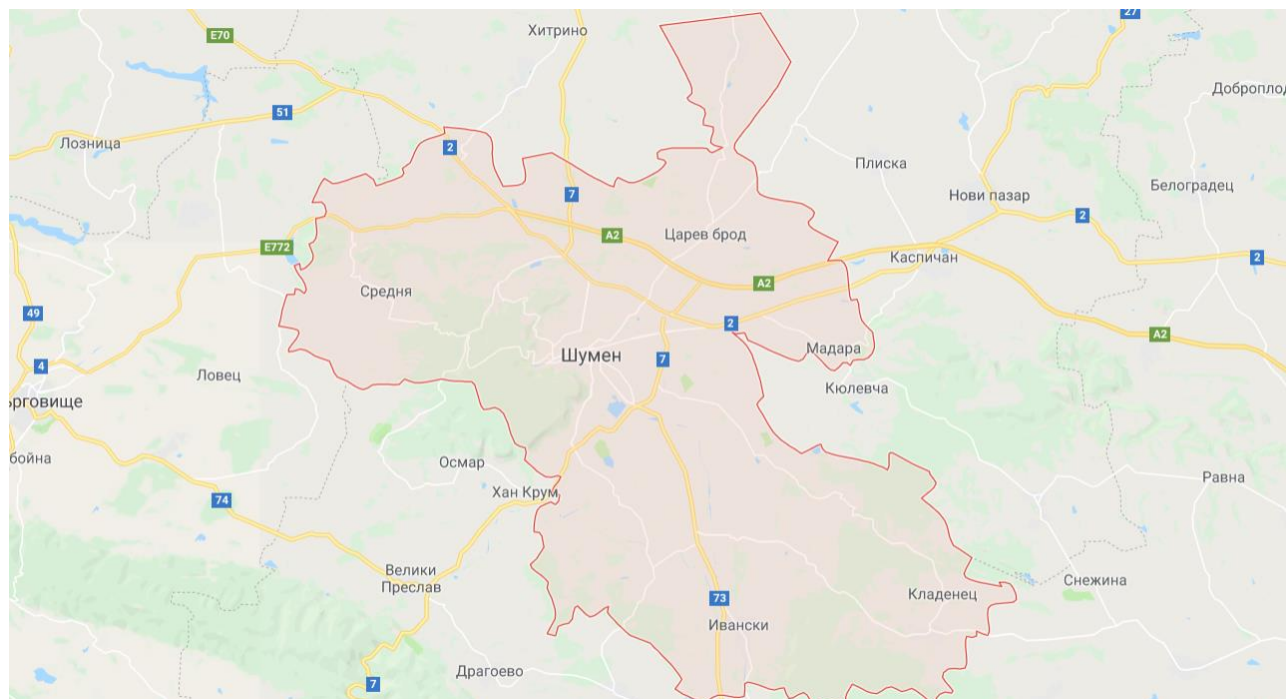 27
E70
Хитрино
Доброплод
51
Лозница
2
Плиска
7
Нови пазар
Белоградец
2
Царев брод
A2
E772
Каспичан
2
A2
Средня
49
2
A2
Мадара
Шумен
7
4
Ловец
Кюлевча
ърговище
бойна
Осмар
Хан Крум
74
Равна
Велики
Преслав
Снежина
73
Кладенец
Ивански
Драгоево
7